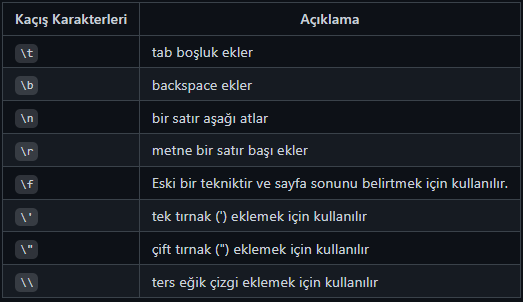 Kaçış Karakterleri Açıklama
\t tab boşluk ekler
\b backspace ekler
\n bir satır aşağı atlar
\r metne bir satır başı ekler
\f Eski bir tekniktir ve sayfa sonunu belirtmek için kullanılır.
\' tek tırnak (') eklemek için kullanılır
\" çift tırnak (") eklemek için kullanılır
\\ ters eğik çizgi eklemek için kullanılır